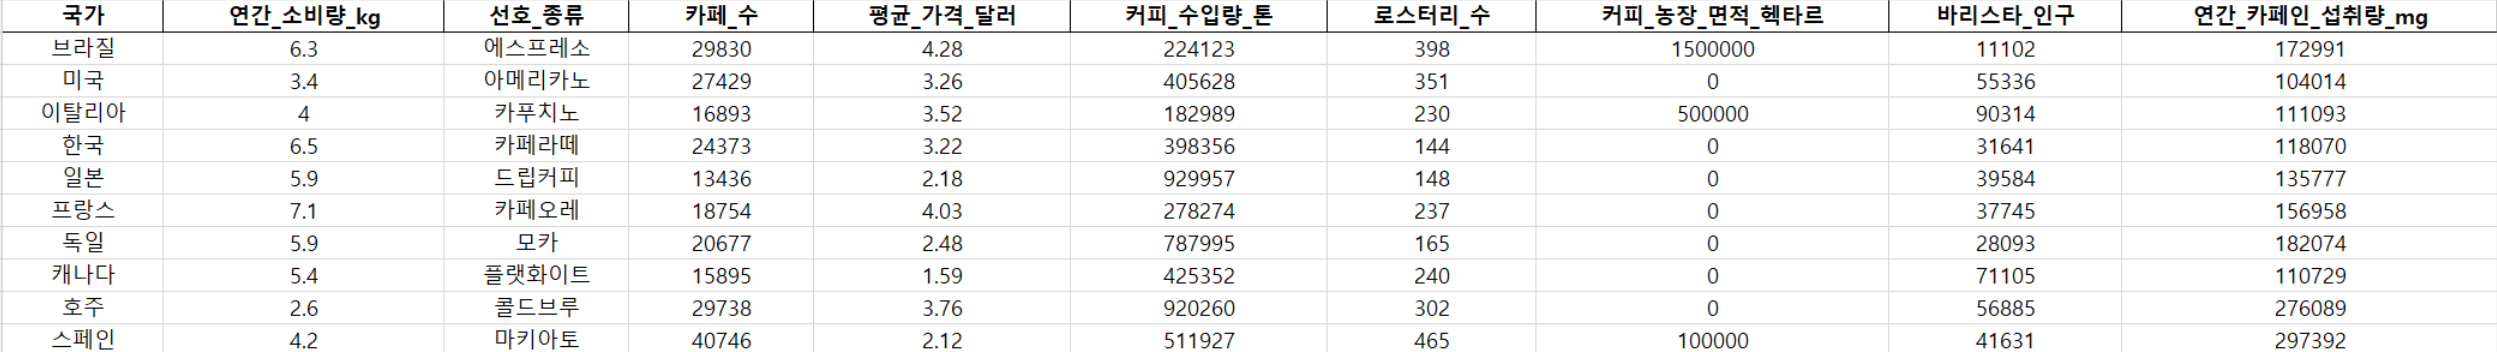 국가 연간_소비량_kg 선호_종류 카페_수 평균_가격_달러 커피_수입량_톤 로스터리_수 커피_농장_면적_헥타르 바리스타_인구 연간_카페인_섭취량_mg
브라질 6.3 에스프레소 29830 4.28 224123 398 1500000 11102 172991
미국 3.4 아메리카노 27429 3.26 405628 351 0 55336 104014
이탈리아 4 카푸치노 16893 3.52 182989 230 500000 90314 111093
한국 6.5 카페라떼 24373 3.22 398356 144 0 31641 118070
일본 5.9 드립커피 13436 2.18 929957 148 0 39584 135777
프랑스 7.1 카페오레 18754 4.03 278274 237 0 37745 156958
독일 5.9 모카 20677 2.48 787995 165 0 28093 182074
캐나다 5.4 플랫화이트 15895 1.59 425352 240 0 71105 110729
호주 2.6 콜드브루 29738 3.76 920260 302 0 56885 276089
스페인 4.2 마키아토 40746 2.12 511927 465 100000 41631 297392